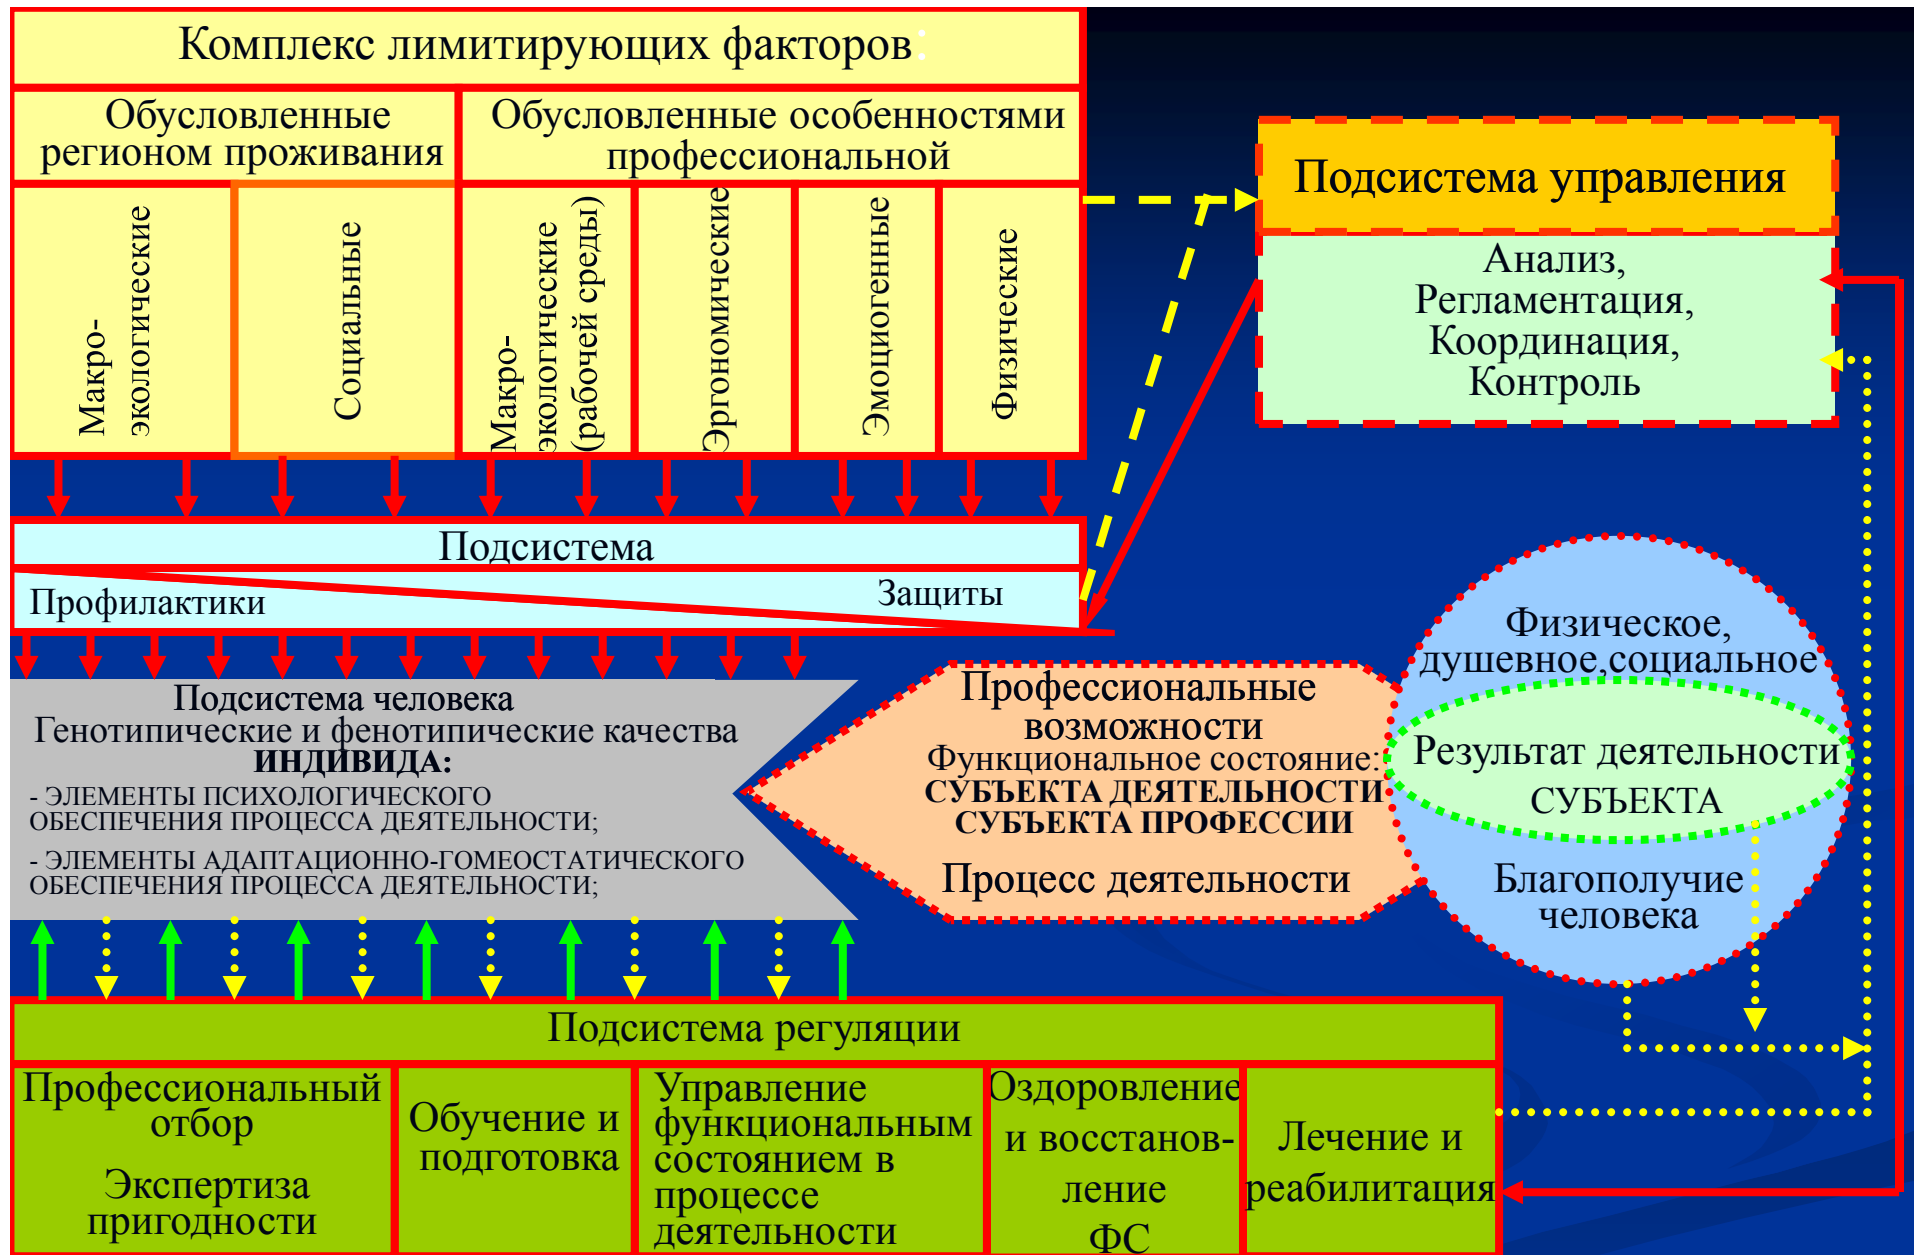 Комплекс лимитирующих факторов:
Обусловленные
регионом проживания
Обусловленные особенностями
профессиональной
Макро-
экологические
Социальные
Макро-
экологические
(рабочей среды)
Эргономические
Эмоциогенные
Физические
Подсистема управления
Анализ,
Регламентация,
Координация,
Контроль
Подсистема
Профилактики
Защиты
Подсистема человека
Генотипические и фенотипические качества
ИНДИВИДА:
- ЭЛЕМЕНТЫ ПСИХОЛОГИЧЕСКОГО
ОБЕСПЕЧЕНИЯ ПРОЦЕССА ДЕЯТЕЛЬНОСТИ;
- ЭЛЕМЕНТЫ АДАПТАЦИОННО-ГОМЕОСТАТИЧЕСКОГО
ОБЕСПЕЧЕНИЯ ПРОЦЕССА ДЕЯТЕЛЬНОСТИ;
Профессиональные
возможности
Функциональное состояние:
СУБЪЕКТА ДЕЯТЕЛЬНОСТИ
СУБЪЕКТА ПРОФЕССИИ
Процесс деятельности
Физическое,
душевное,социальное
Результат деятельности
СУБЪЕКТА
Благополучие
человека
Подсистема регуляции
Профессиональный
отбор
Экспертиза
пригодности
Обучение и
подготовка
Управление
функциональным
состоянием в
процессе
деятельности
Оздоровление
и восстанов-
ление
ФС
Лечение и
реабилитация